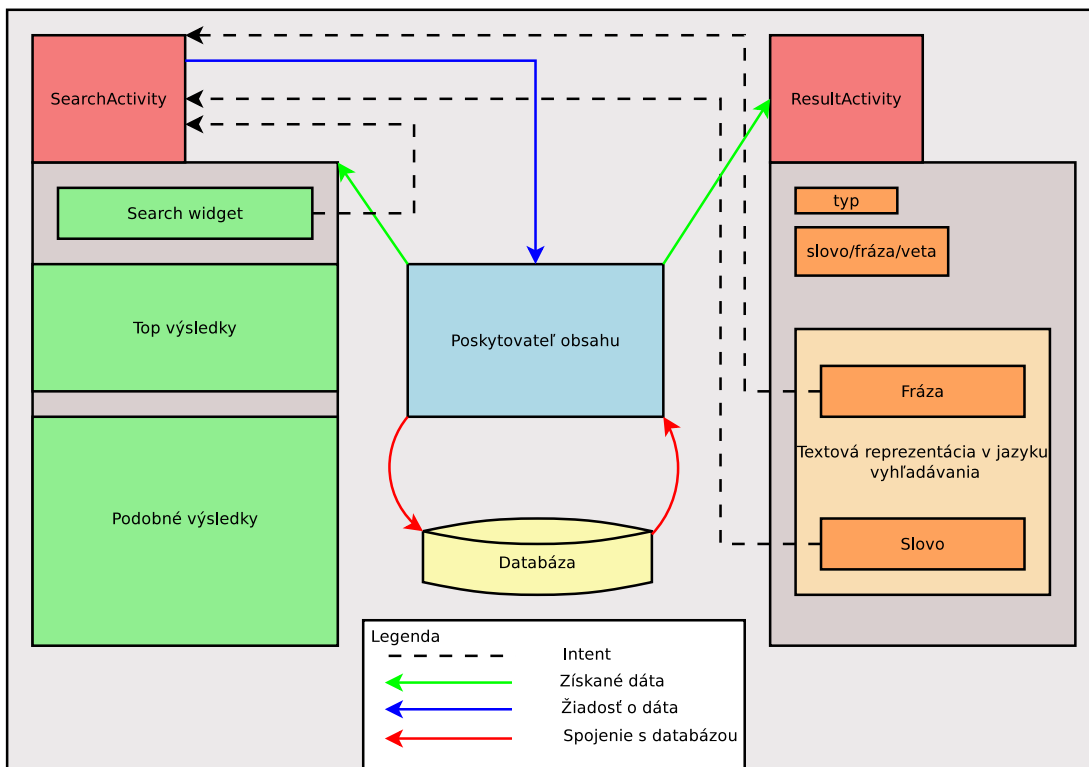 SearchActivity
Search widget
Top výsledky
Podobné výsledky
Poskytovateľ obsahu
Databáza
ResultActivity
typ
slovo/fráza/veta
Fráza
Textová reprezentácia v jazyku
vyhľadávania
Slovo
Legenda
Intent
Získané dáta
Žiadosť o dáta
Spojenie s databázou